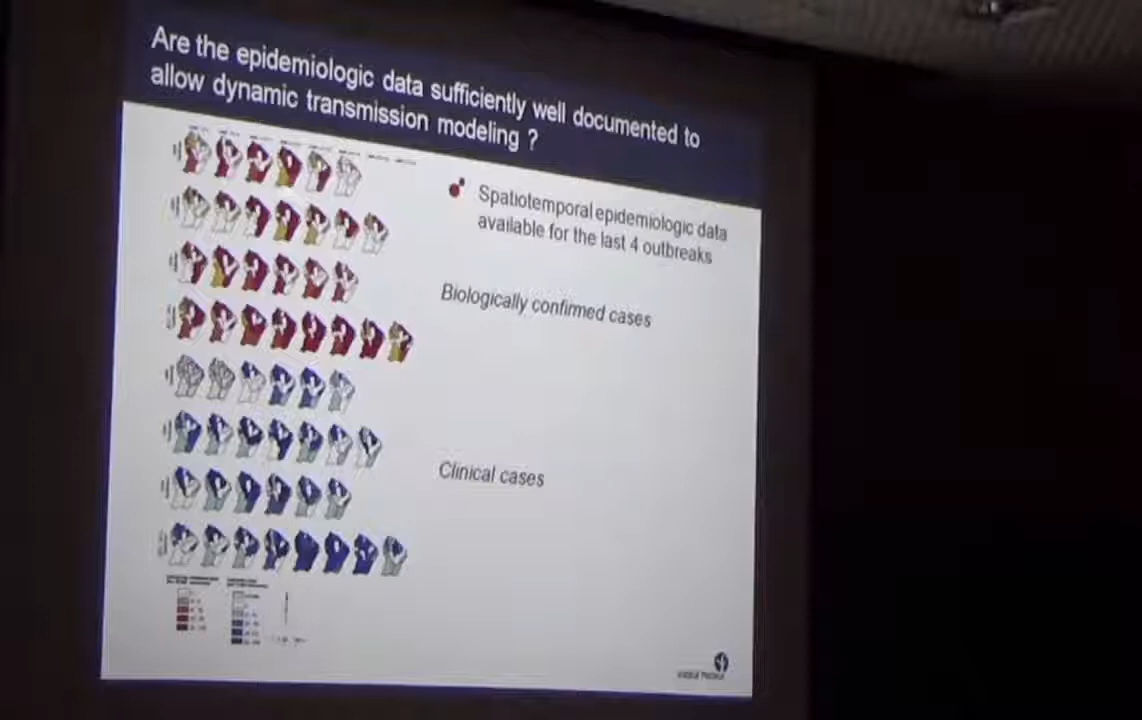 Are the epidemiologic data sufficiently well documented to
allow dynamic transmission modeling ?
Spatiotemporal epidemiologic data
available for the last 4 outbreaks
Biologically confirmed cases
Clinical cases